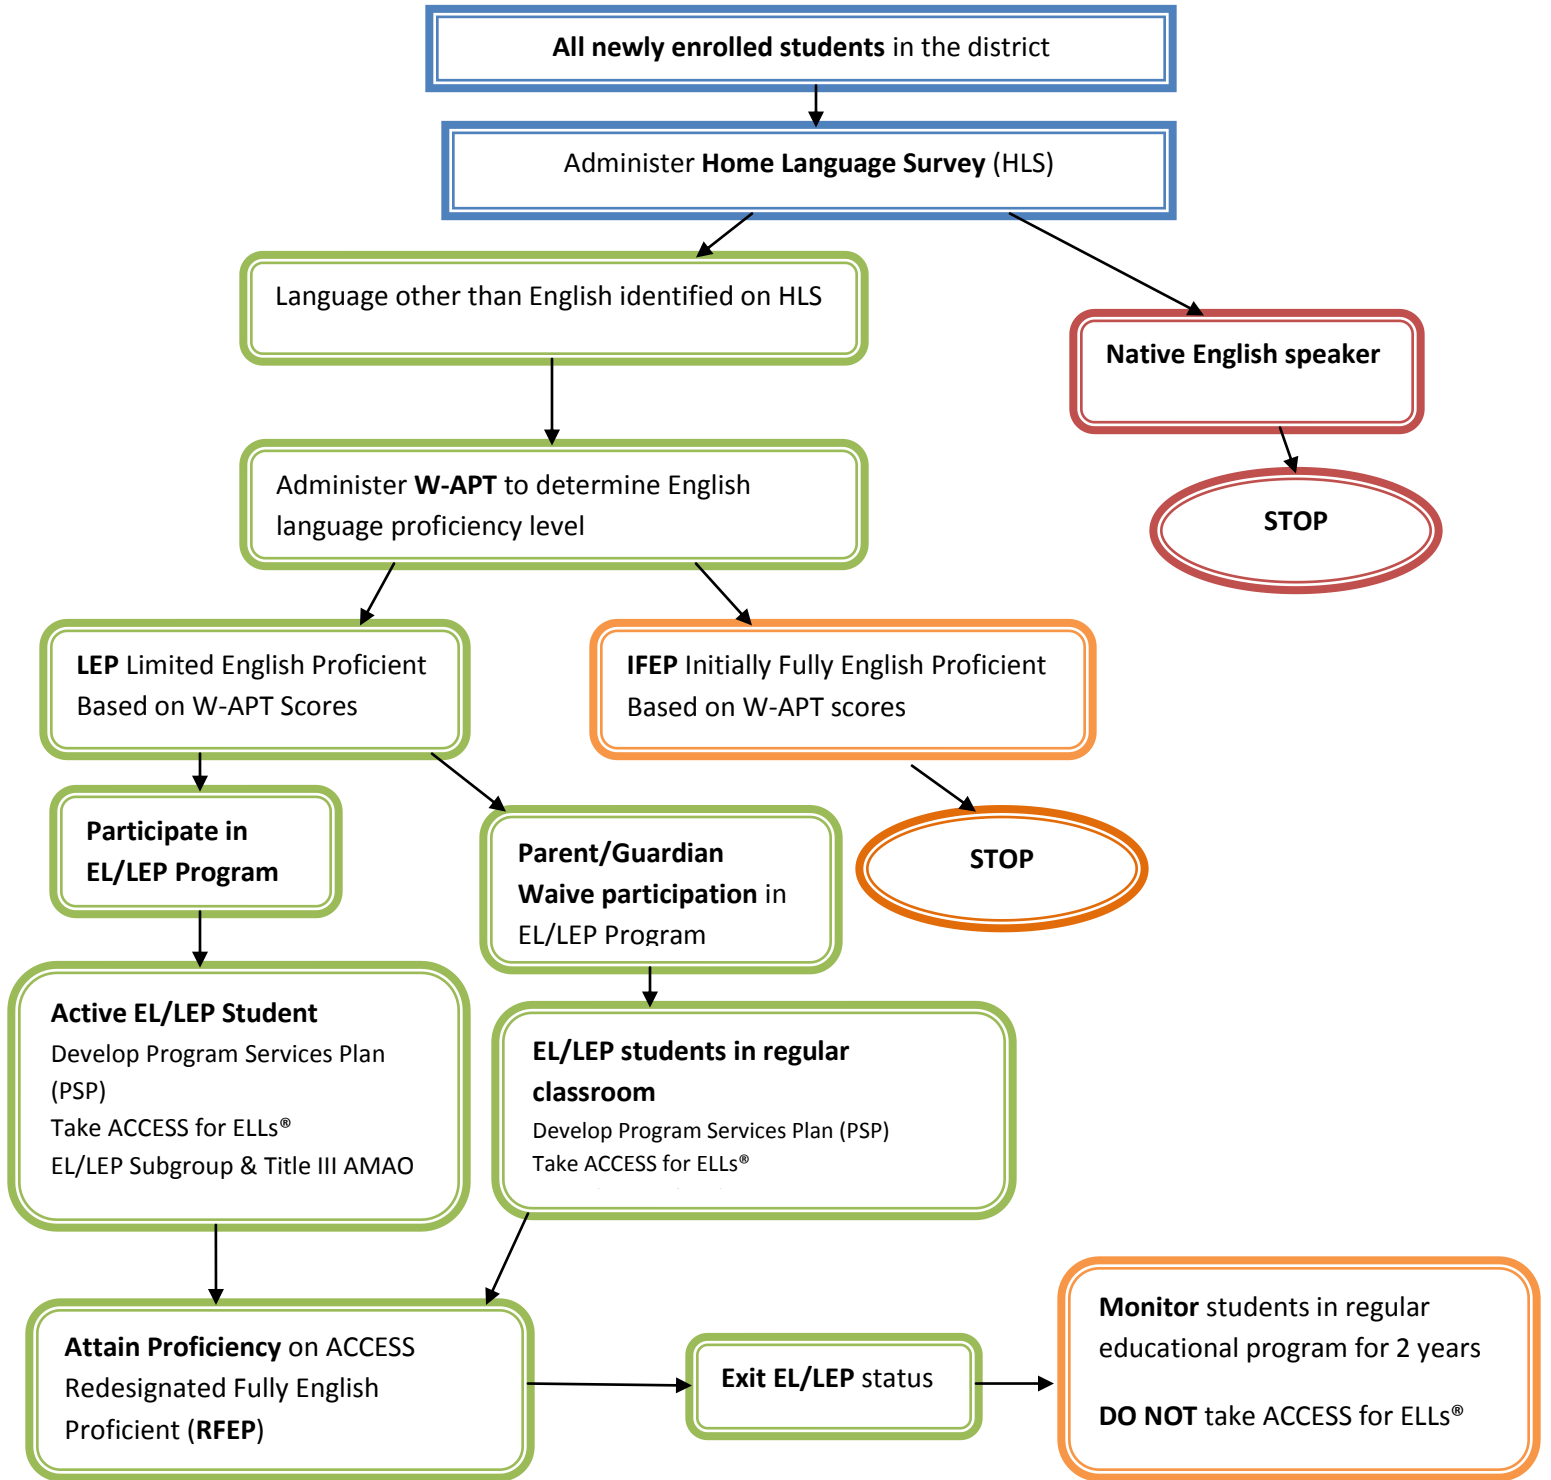 All newly enrolled students in the district
Administer Home Language Survey (HLS)
Language other than English identified on HLS
Native English speaker
Administer W-APT to determine English
language proficiency level
STOP
LEP Limited English Proficient
Based on W-APT Scores
IFEP Initially Fully English Proficient
Based on W-APT scores
Participate in
EL/LEP Program
Parent/Guardian
Waive participation in
EL/LEP Program
STOP
Active EL/LEP Student
Develop Program Services Plan
(PSP)
Take ACCESS for ELLs®
EL/LEP Subgroup & Title III AMAO
EL/LEP students in regular
classroom
Develop Program Services Plan (PSP)
Take ACCESS for ELLs®
Attain Proficiency on ACCESS
Redesignated Fully English
Proficient (RFEP)
Exit EL/LEP status
Monitor students in regular
educational program for 2 years
DO NOT take ACCESS for ELLs®